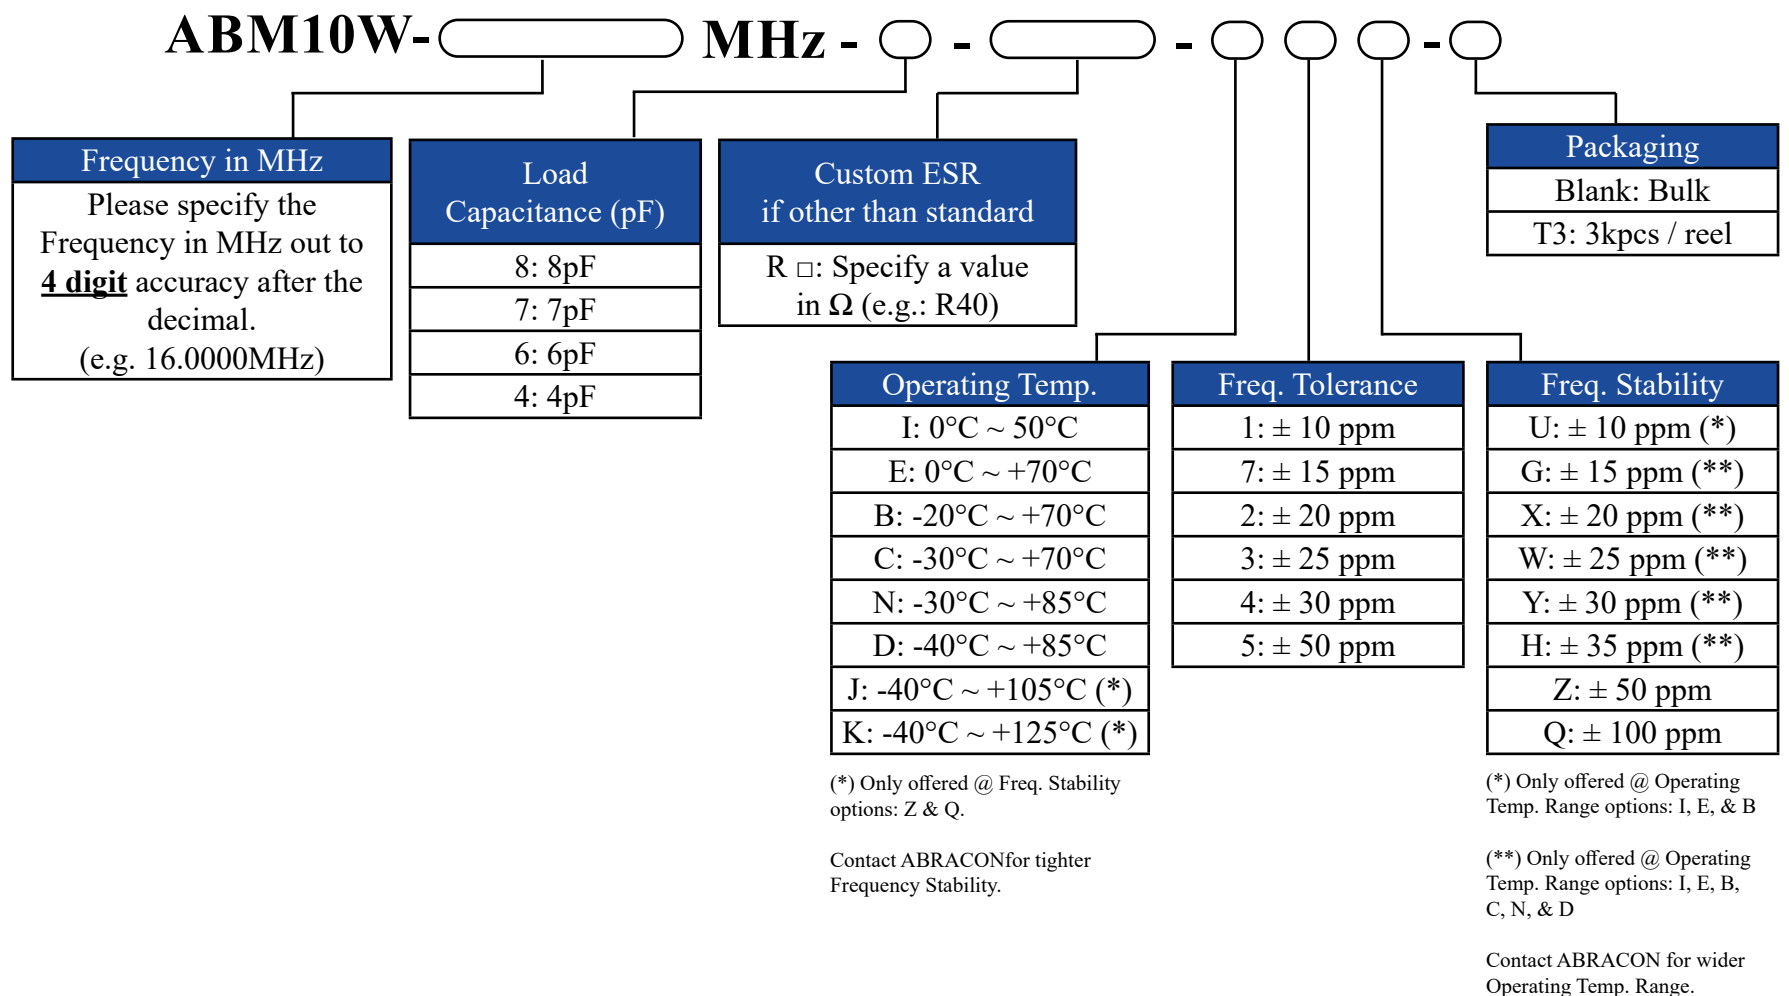 ABM10W- MHz - - - -
Frequency in MHz
Please specify the
Frequency in MHz out to
4 digit accuracy after the
decimal.
(e.g. 16.0000MHz)
Load
Capacitance (pF)
8: 8pF
7: 7pF
6: 6pF
4: 4pF
Custom ESR
if other than standard
R □: Specify a value
in Ω (e.g.: R40)
Packaging
Blank: Bulk
T3: 3kpcs / reel
Operating Temp.
I: 0°C ~ 50°C
E: 0°C ~ +70°C
B: -20°C ~ +70°C
C: -30°C ~ +70°C
N: -30°C ~ +85°C
D: -40°C ~ +85°C
J: -40°C ~ +105°C (*)
K: -40°C ~ +125°C (*)
(*) Only offered @ Freq. Stability
options: Z & Q.
Contact ABRACONfor tighter
Frequency Stability.
Freq. Tolerance
1: ± 10 ppm
7: ± 15 ppm
2: ± 20 ppm
3: ± 25 ppm
4: ± 30 ppm
5: ± 50 ppm
Freq. Stability
U: ± 10 ppm (*)
G: ± 15 ppm (**)
X: ± 20 ppm (**)
W: ± 25 ppm (**)
Y: ± 30 ppm (**)
H: ± 35 ppm (**)
Z: ± 50 ppm
Q: ± 100 ppm
(*) Only offered @ Operating
Temp. Range options: I, E, & B
(**) Only offered @ Operating
Temp. Range options: I, E, B,
C, N, & D
Contact ABRACON for wider
Operating Temp. Range.